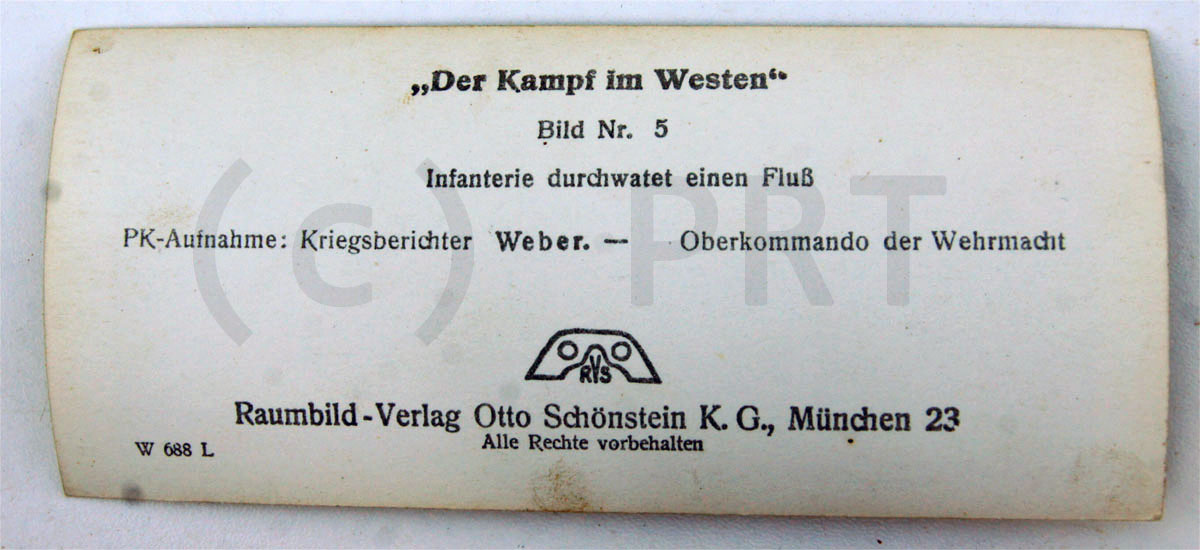 „Der Kampf im Westen“
Bild Nr. 5
Infanterie durchwatet einen Fluß
PK-Aufnahme: Kriegsberichter Weber. — Oberkommando der Wehrmacht
(c) PRT
RVS
Raumbild-Verlag Otto Schönstein K. G., München 23
Alle Rechte vorbehalten
W 688 L